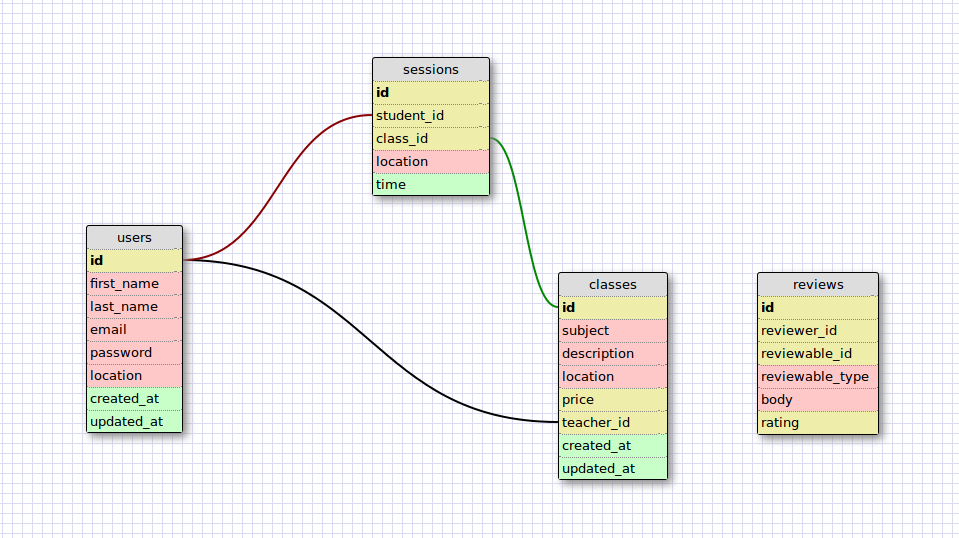 sessions
id
student_id
class_id
location
time
users
id
first_name
last_name
email
password
location
created_at
updated_at
classes
id
subject
description
location
price
teacher_id
created_at
updated_at
reviews
id
reviewer_id
reviewable_id
reviewable_type
body
rating